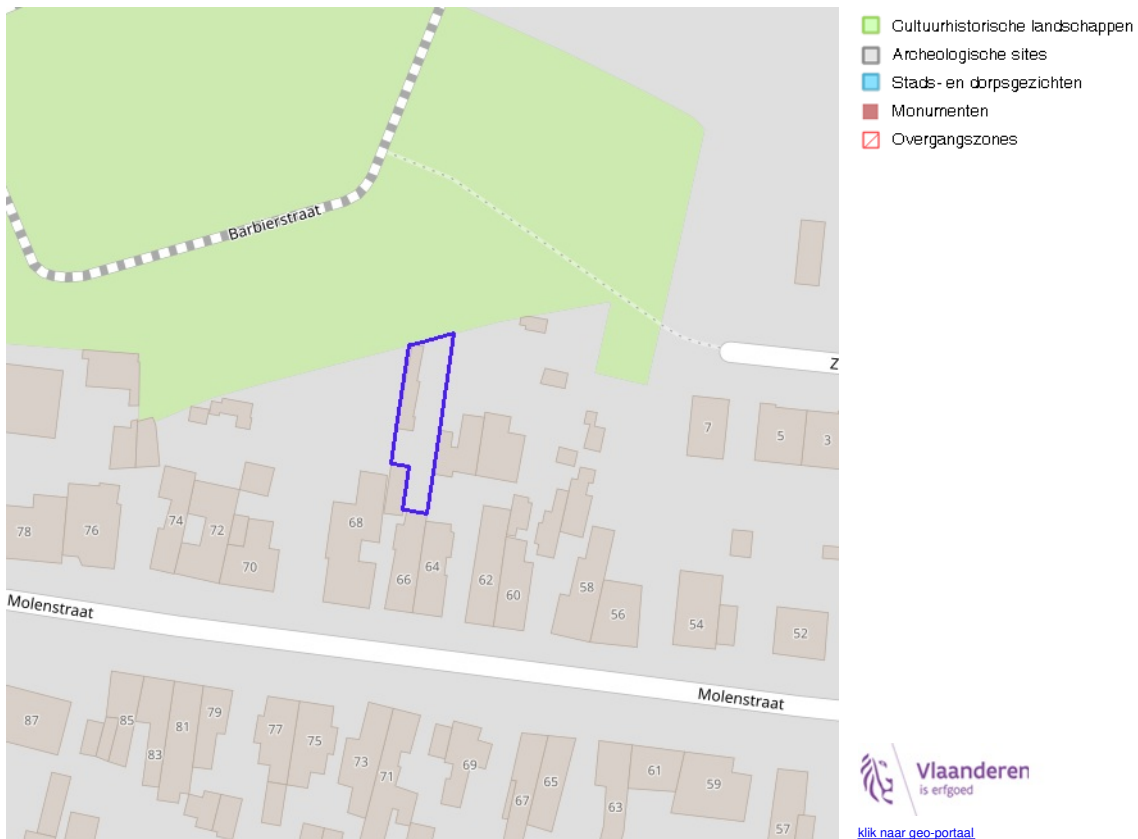 Cultuurhistorische landschappen
Archeologische sites
Stads- en dorpsgezichten
Monumenten
Overgangszones
Barbierstraat
Z
7
5
3
78
76
74
72
70
68
66
64
62
60
58
56
54
52
Molenstraat
Molenstraat
87
85
83
81
79
77
75
73
71
69
67
65
63
61
59
57
Vlaanderen
is erfgoed
klik naar geo-portaal